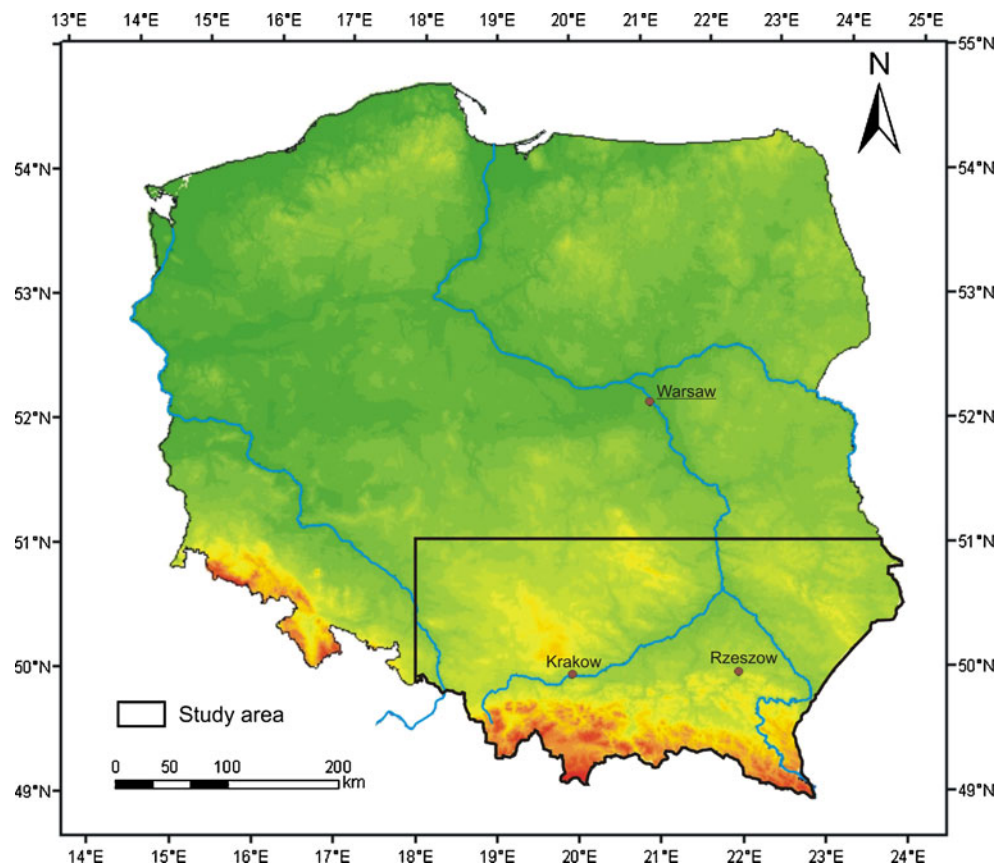 13°E 14°E 15°E 16°E 17°E 18°E 19°E 20°E 21°E 22°E 23°E 24°E
55°N
N
54°N 54°N
53°N 53°N
Warsaw
52°N 52°N
51°N 51°N
50°N Krakow Rzeszow 50°N
Study area
0 50 100 200
km
49°N 49°N
14°E 15°E 16°E 17°E 18°E 19°E 20°E 21°E 22°E 23°E 24°E